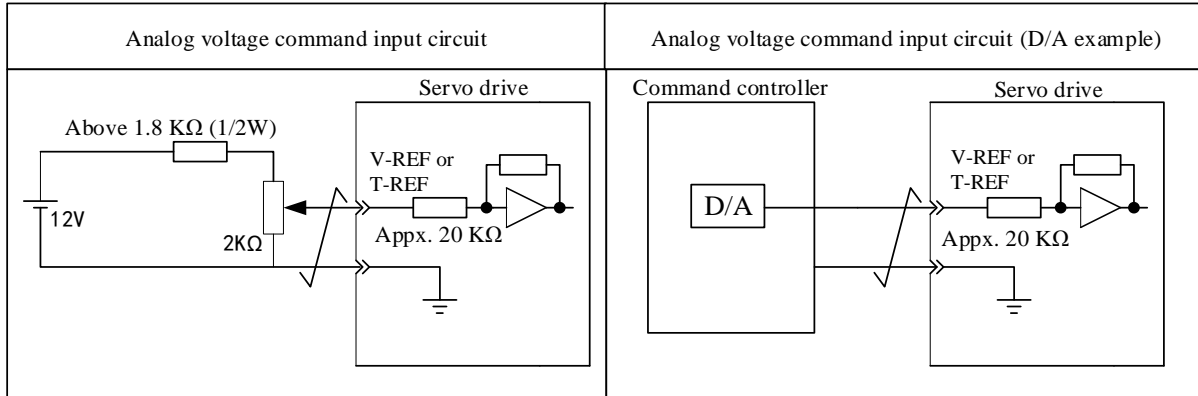 Analog voltage command input circuit
Analog voltage command input circuit (D/A example)
Servo drive
Above 1.8 KΩ (1/2W)
V-REF or
T-REF
12V
2KΩ
Appx. 20 KΩ
Command controller
Servo drive
V-REF or
T-REF
D/A
Appx. 20 KΩ